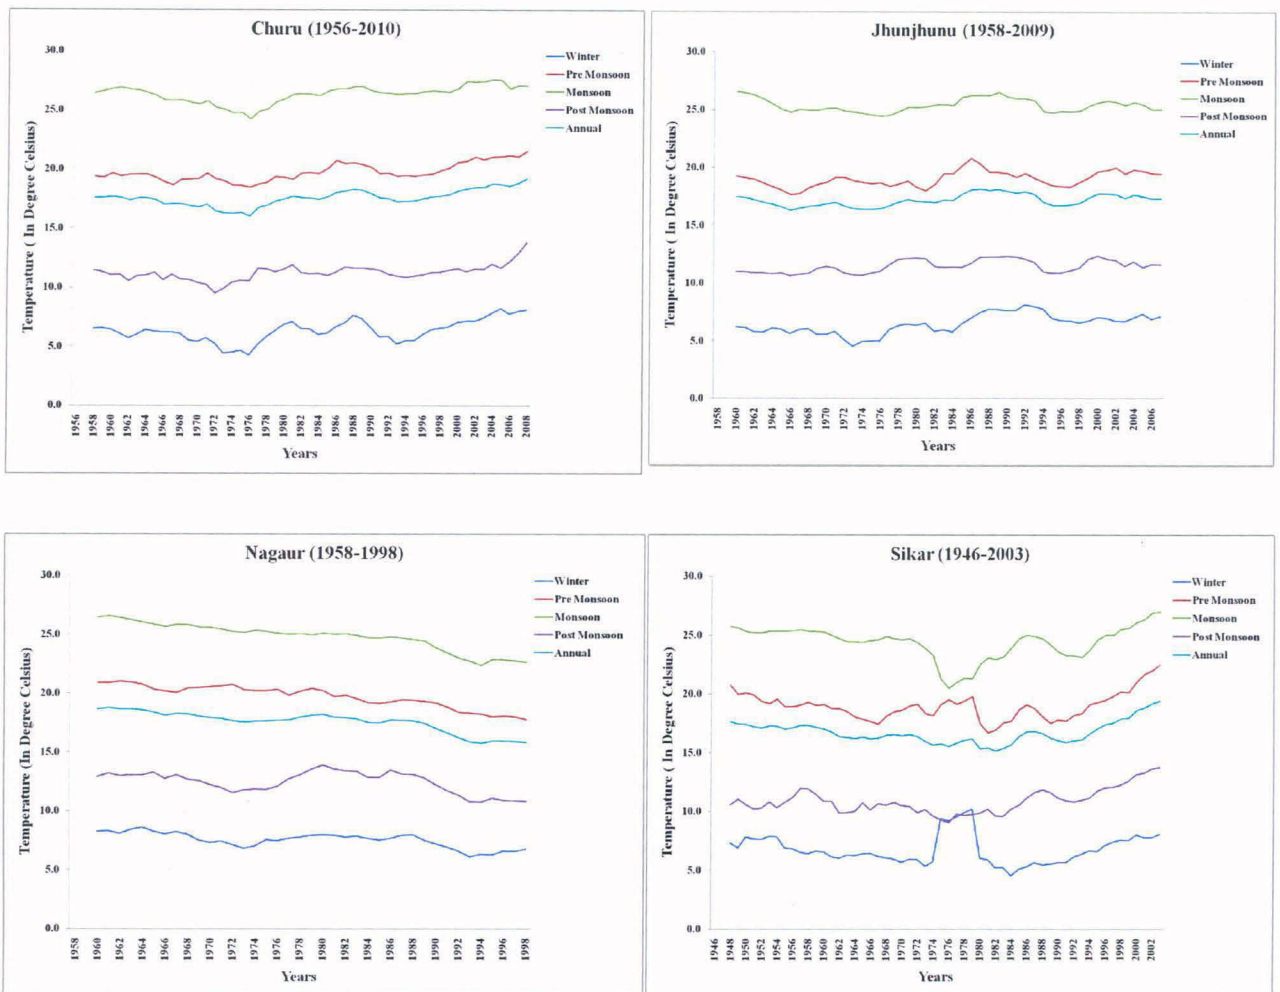 Churu (1956-2010)
30.0
25.0
20.0
15.0
10.0
5.0
0.0
Temperature ( In Degree Celsius)
1956 1958 1960 1962 1964 1966 1968 1970 1972 1974 1976 1978 1980 1982 1984 1986 1988 1990 1992 1994 1996 1998 2000 2002 2004 2006 2008
Years
Winter
Pre Monsoon
Monsoon
Post Monsoon
Annual
Jhunjhunu (1958-2009)
30.0
25.0
20.0
15.0
10.0
5.0
0.0
Temperature ( In Degree Celsius)
1958 1960 1962 1964 1966 1968 1970 1972 1974 1976 1978 1980 1982 1984 1986 1988 1990 1992 1994 1996 1998 2000 2002 2004 2006
Years
Winter
Pre Monsoon
Monsoon
Post Monsoon
Annual
Nagaur (1958-1998)
30.0
25.0
20.0
15.0
10.0
5.0
0.0
Temperature (In Degree Celsius)
1958 1960 1962 1964 1966 1968 1970 1972 1974 1976 1978 1980 1982 1984 1986 1988 1990 1992 1994 1996 1998
Years
Winter
Pre Monsoon
Monsoon
Post Monsoon
Annual
Sikar (1946-2003)
30.0
25.0
20.0
15.0
10.0
5.0
0.0
Temperature (In Degree Celsius)
1946 1948 1950 1952 1954 1956 1958 1960 1962 1964 1966 1968 1970 1972 1974 1976 1978 1980 1982 1984 1986 1988 1990 1992 1994 1996 1998 2000 2002
Years
Winter
Pre Monsoon
Monsoon
Post Monsoon
Annual